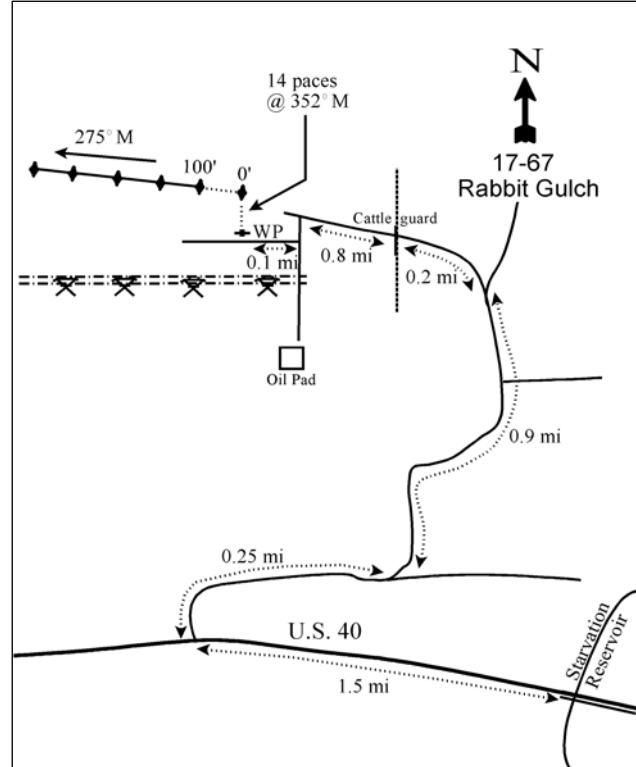 14 paces
@ 352° M
N
275° M
100'
0'
17-67
Rabbit Gulch
WP
Cattle guard
0.1 mi
0.8 mi
0.2 mi
Oil Pad
0.9 mi
0.25 mi
U.S. 40
1.5 mi
Starvation
Reservoir